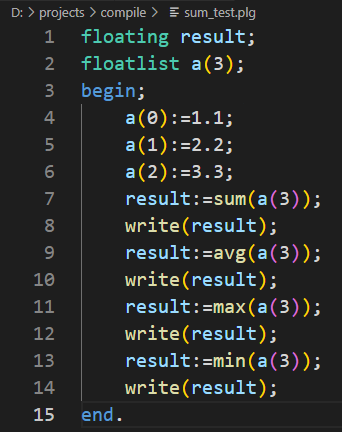 D: > projects > compile > sum_test.plg
1 floating result;
2 floatlist a(3);
3 begin;
4 a(0):=1.1;
5 a(1):=2.2;
6 a(2):=3.3;
7 result:=sum(a(3));
8 write(result);
9 result:=avg(a(3));
10 write(result);
11 result:=max(a(3));
12 write(result);
13 result:=min(a(3));
14 write(result);
15 end.